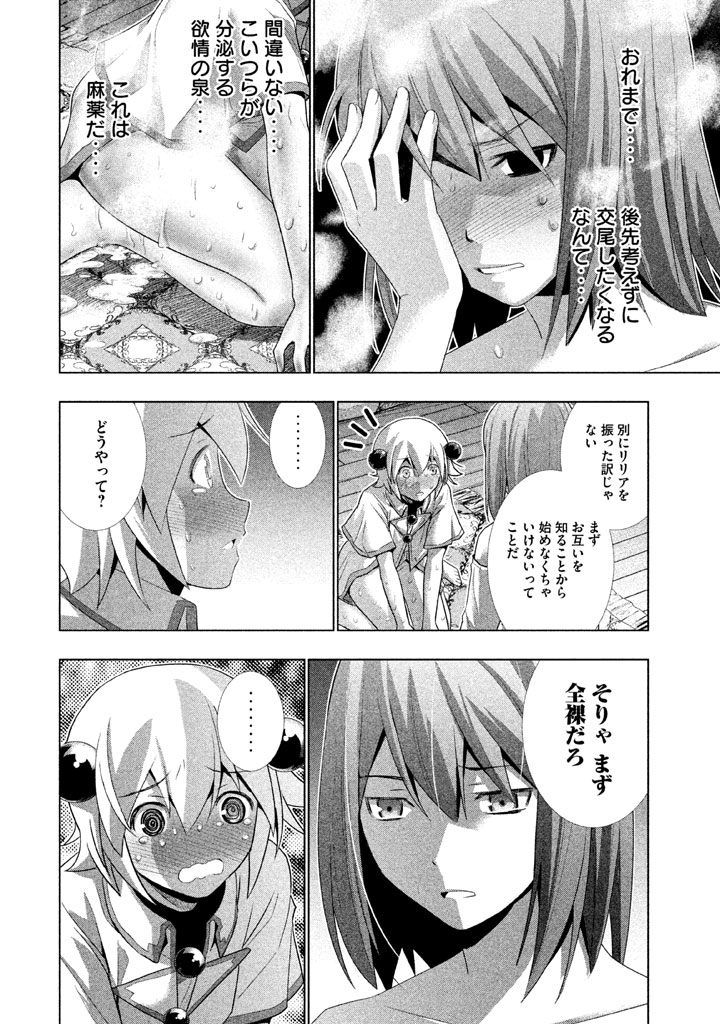 おれまで‥‥
後先考えずに
交尾したくなる
なんて‥‥
間違いない
こいつらが
分泌する
欲情の泉‥‥
これは
麻薬だ‥‥
別にリリアを
振った訳じゃ
ない
まず
お互いを
知ることから
始めなくちゃ
いけないって
ことだ
‥‥‥‥
どうやって？
そりゃ まず
全裸だろ
‥‥‥‥